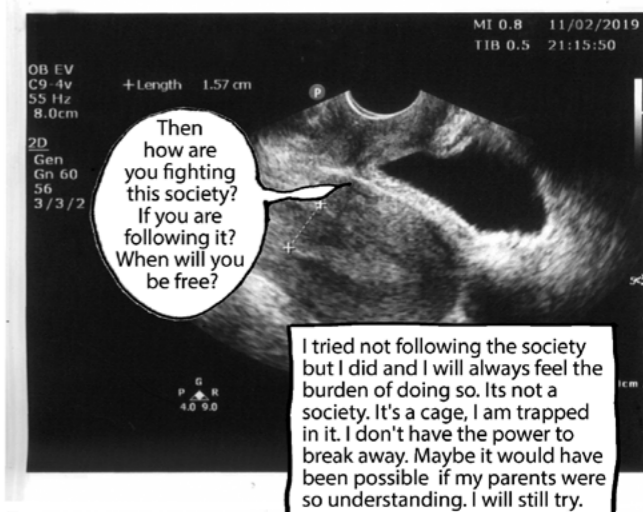 MI 0.8 11/02/2019
TIB 0.5 21:15:50
OB EV
C9-4v
55 Hz
8.0cm
2D
Gen
Gn 60
56
3/3/2
+Length 1.57 cm
P
Then
how are
you fighting
this society?
If you are
following it?
When will you
be free?
G
P R
4.0 9.0
I tried not following the society
but I did and I will always feel the
burden of doing so. Its not a
society. It's a cage, I am trapped
in it. I don't have the power to
break away. Maybe it would have
been possible if my parents were
so understanding. I will still try.